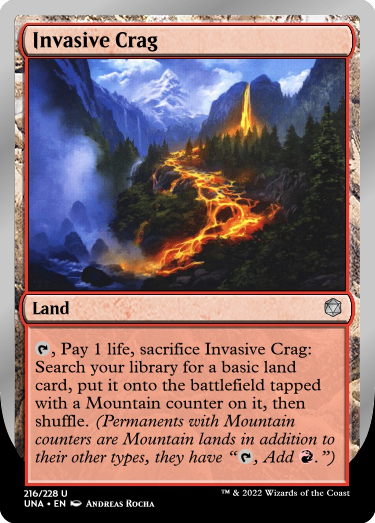 Invasive Crag
Land
, Pay 1 life, sacrifice Invasive Crag:
Search your library for a basic land
card, put it onto the battlefield tapped
with a Mountain counter on it, then
shuffle. (Permanents with Mountain
counters are Mountain lands in addition to
their other types, they have “, Add .”)
216/228 U
UNA • EN Andreas Rocha
™ & © 2022 Wizards of the Coast